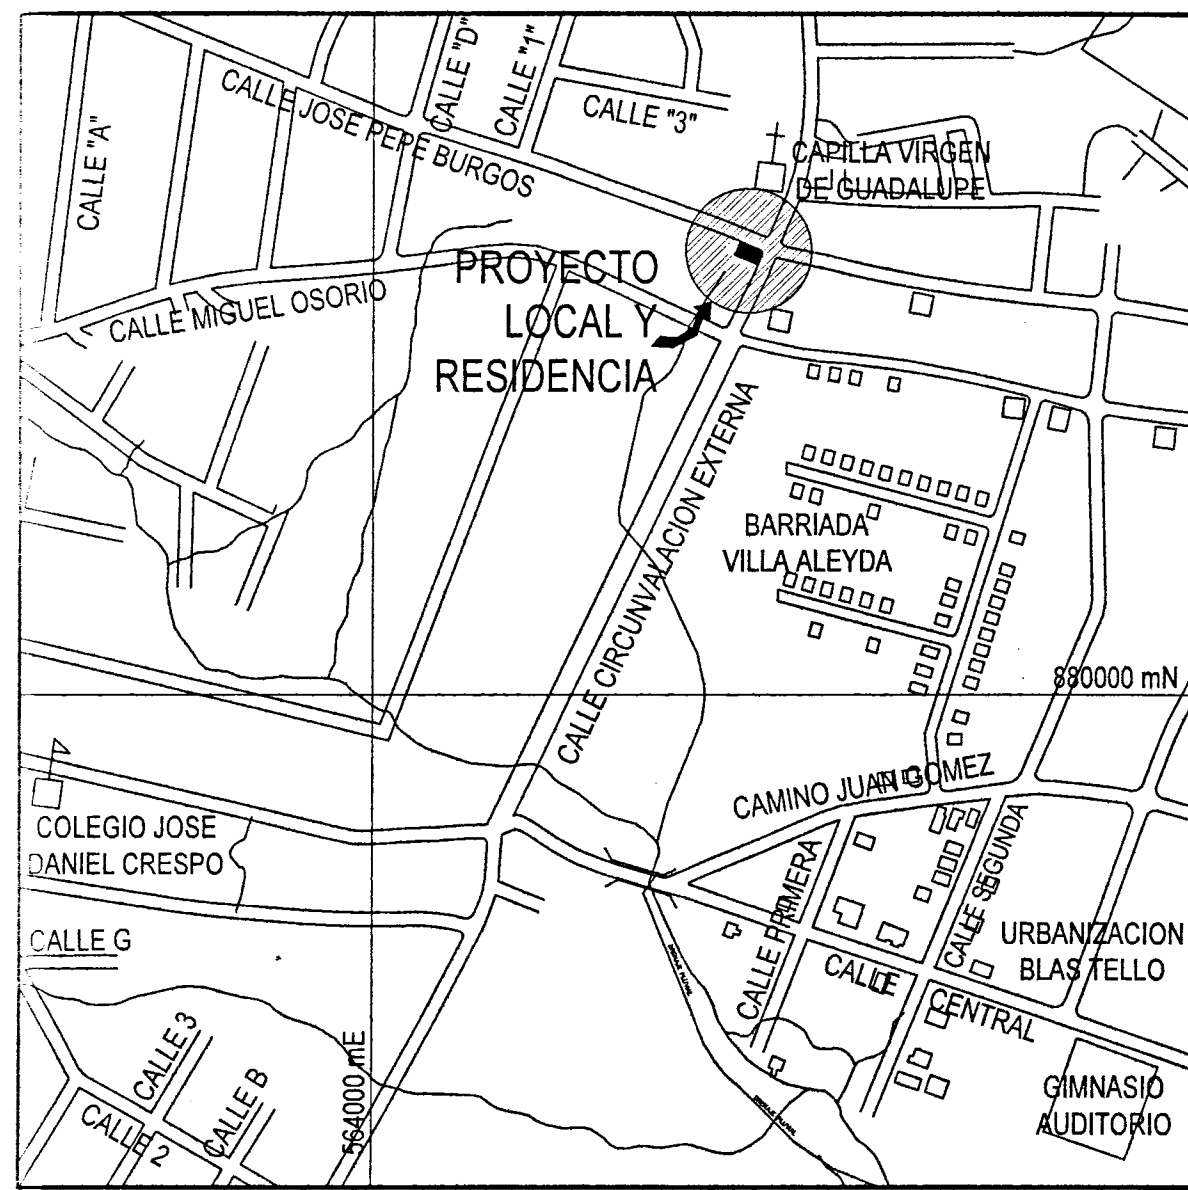 CALLE "D"
CALLE "1"
CALLE "3"
CALLE JOSE PEPE BURGOS
CALLE "A"
CAPILLA VIRGEN
DE GUADALUPE
PROYECTO
LOCAL Y
RESIDENCIA
CALLE MIGUEL OSORIO
CALLE CIRCUNVALACION EXTERNA
BARRIADA
VILLA ALEYDA
880000 mN
CAMINO JUAN GOMEZ
COLEGIO JOSE
DANIEL CRESPO
CALLE PRIMERA
CALLE SEGUNDA
CALLE G
URBANIZACION
BLAS TELLO
CALLE
CENTRAL
564000 mE
CALLE 3
CALLE B
CALLE 2
GIMNASIO
AUDITORIO